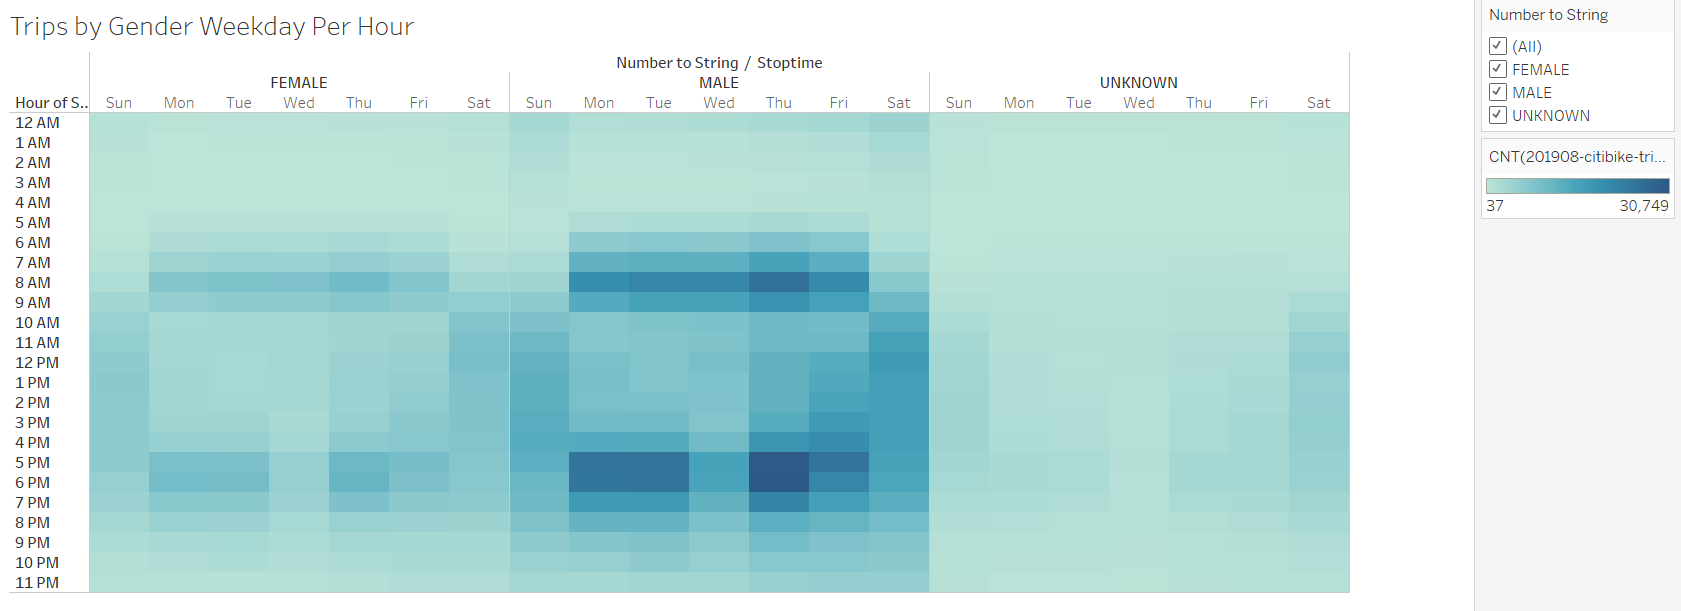 Trips by Gender Weekday Per Hour
Number to String / Stoptime
FEMALE MALE UNKNOWN
Hour of S.. Sun Mon Tue Wed Thu Fri Sat Sun Mon Tue Wed Thu Fri Sat Sun Mon Tue Wed Thu Fri Sat
12 AM
1 AM
2 AM
3 AM
4 AM
5 AM
6 AM
7 AM
8 AM
9 AM
10 AM
11 AM
12 PM
1 PM
2 PM
3 PM
4 PM
5 PM
6 PM
7 PM
8 PM
9 PM
10 PM
11 PM
Number to String
(All)
FEMALE
MALE
UNKNOWN
CNT(201908-citibike-tri...
37 30,749